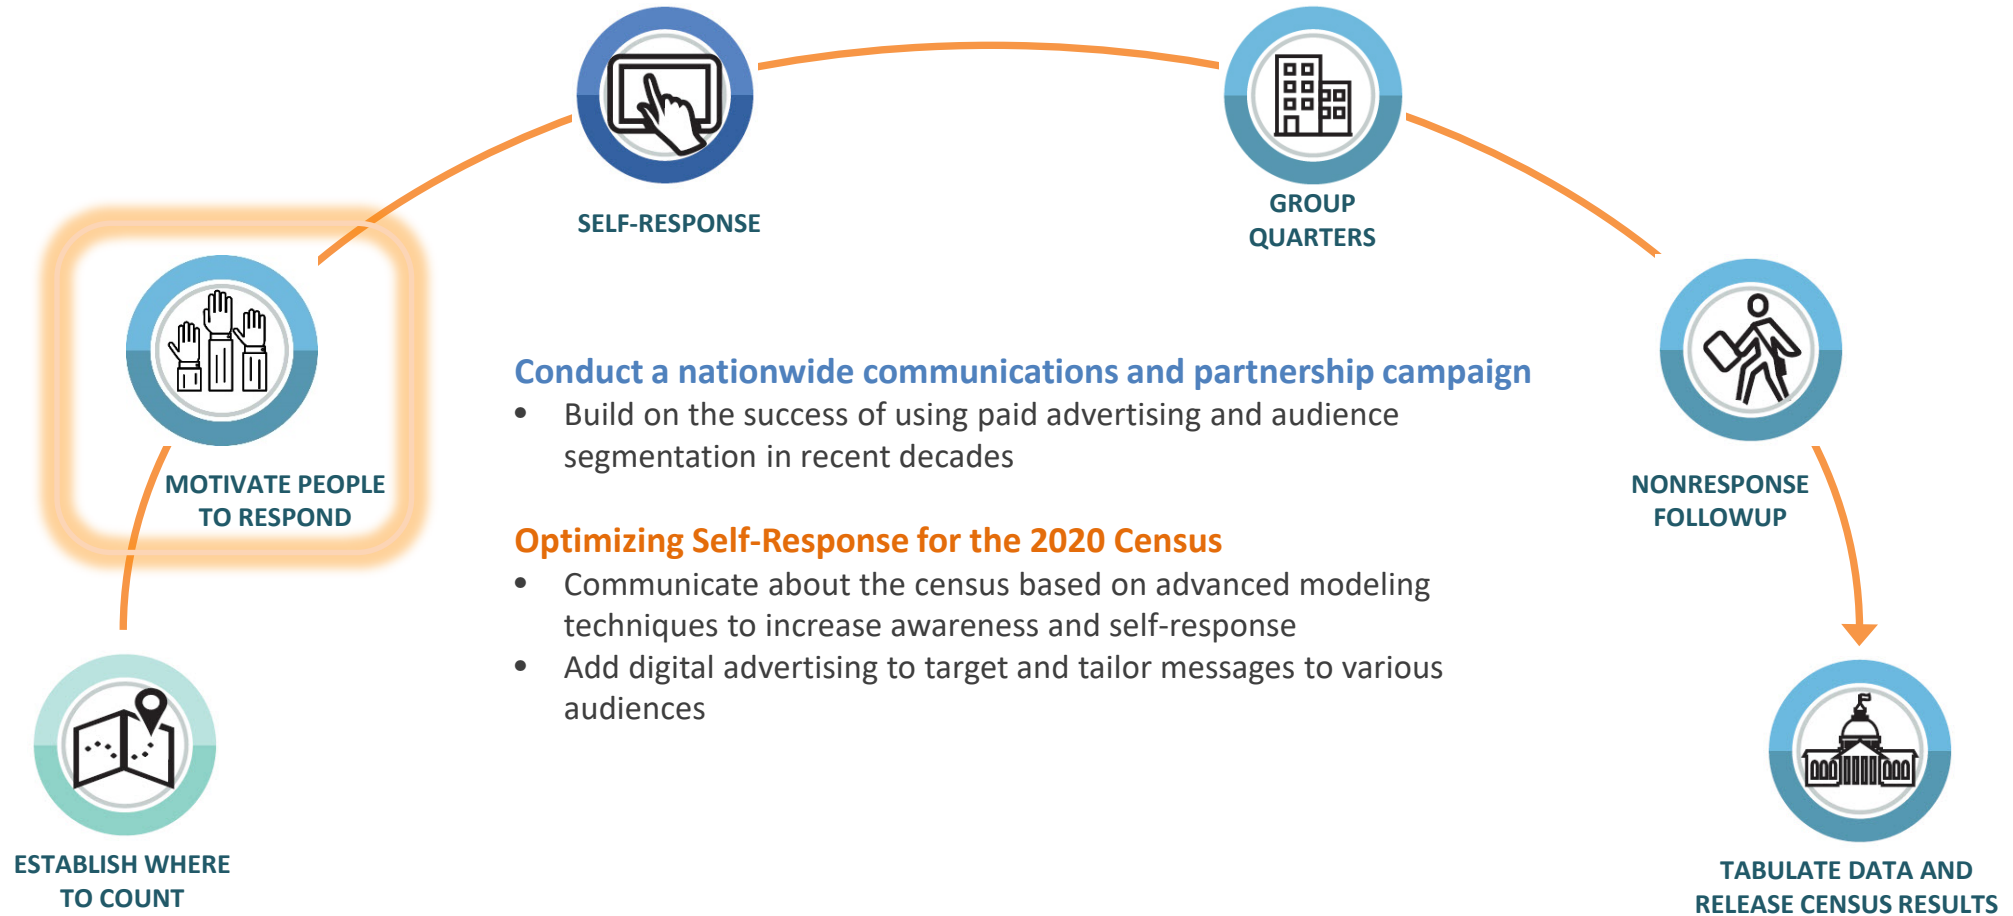 SELF-RESPONSE
GROUP
QUARTERS
MOTIVATE PEOPLE
TO RESPOND
Conduct a nationwide communications and partnership campaign
• Build on the success of using paid advertising and audience
segmentation in recent decades
Optimizing Self-Response for the 2020 Census
• Communicate about the census based on advanced modeling
techniques to increase awareness and self-response
• Add digital advertising to target and tailor messages to various
audiences
NONRESPONSE
FOLLOWUP
ESTABLISH WHERE
TO COUNT
TABULATE DATA AND
RELEASE CENSUS RESULTS